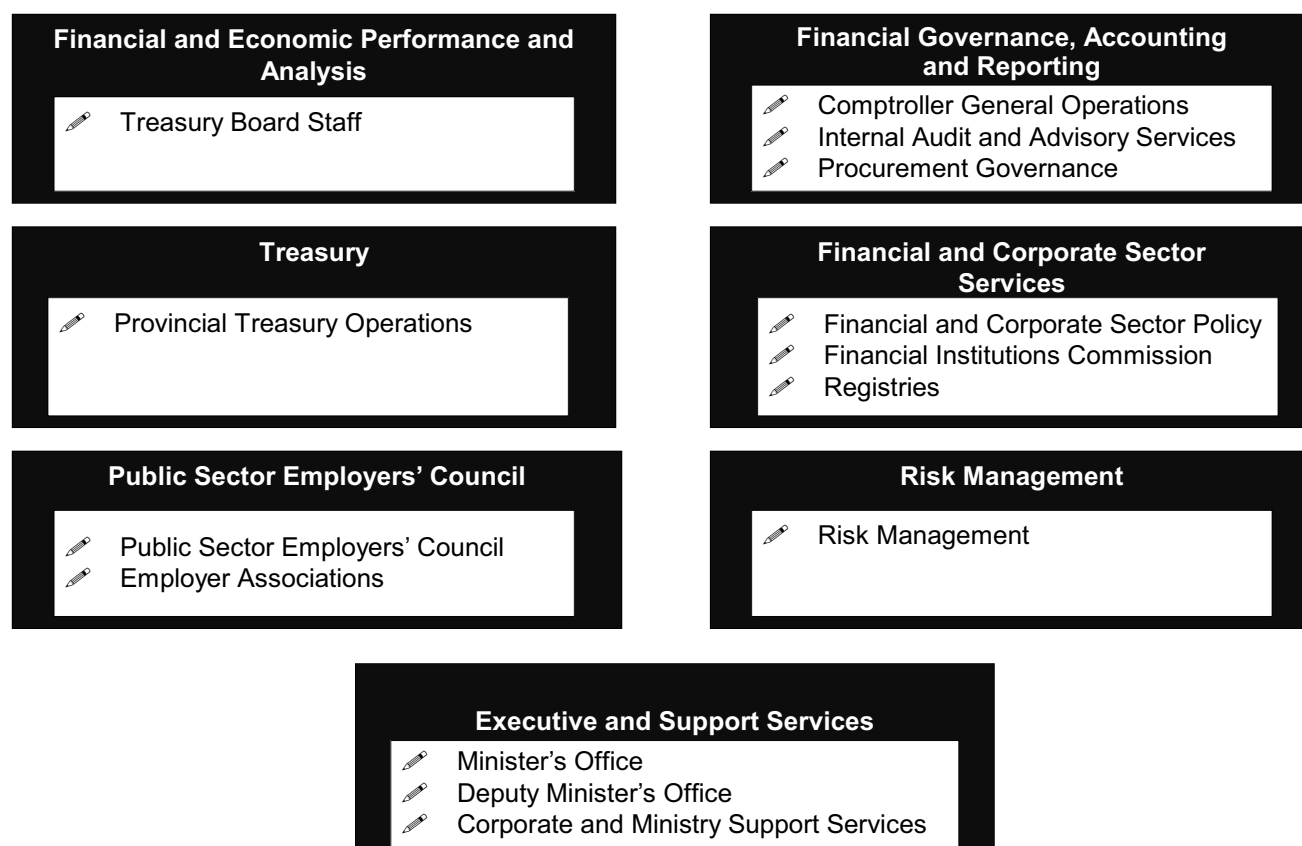 Financial and Economic Performance and
Analysis
Treasury Board Staff
Financial Governance, Accounting
and Reporting
Comptroller General Operations
Internal Audit and Advisory Services
Procurement Governance
Treasury
Provincial Treasury Operations
Financial and Corporate Sector
Services
Financial and Corporate Sector Policy
Financial Institutions Commission
Registries
Public Sector Employers’ Council
Public Sector Employers’ Council
Employer Associations
Risk Management
Risk Management
Executive and Support Services
Minister’s Office
Deputy Minister’s Office
Corporate and Ministry Support Services